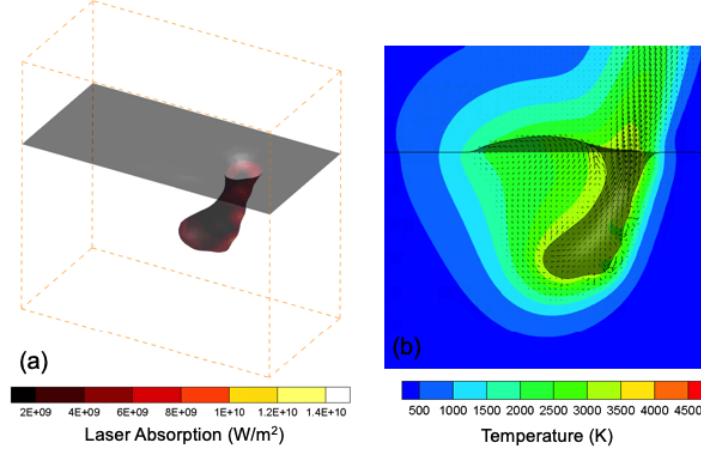 (a)
(b)
2E+09 4E+09 6E+09 8E+09 1E+10 1.2E+10 1.4E+10
Laser Absorption (W/m²)
500 1000 1500 2000 2500 3000 3500 4000 4500
Temperature (K)